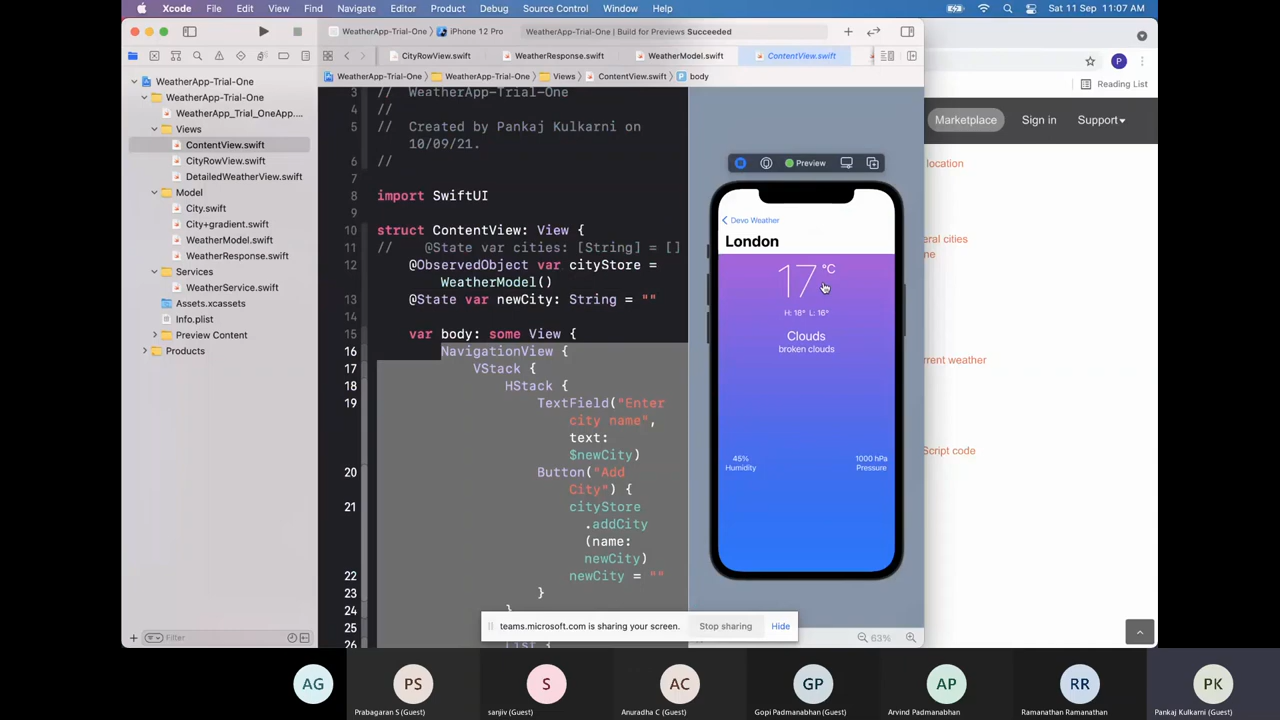 Xcode File Edit View Find Navigate Editor Product Debug Source Control Window Help Sat 11 Sep 11:07 AM
WeatherApp-Trial-One iPhone 12 Pro WeatherApp-Trial-One | Build for Previews Succeeded
CityRowView.swift WeatherResponse.swift WeatherModel.swift ContentView.swift
WeatherApp-Trial-One WeatherApp-Trial-One Views ContentView.swift body
WeatherApp-Trial-One
WeatherApp-Trial-One
WeatherApp_Trial_OneApp....
Views
ContentView.swift
CityRowView.swift
DetailedWeatherView.swift
Model
City.swift
City+gradient.swift
WeatherModel.swift
WeatherResponse.swift
Services
WeatherService.swift
Assets.xcassets
Info.plist
Preview Content
Products
Filter
3 // WeatherApp-Trial-One
4 //
5 // Created by Pankaj Kulkarni on
10/09/21.
6 //
7
8 import SwiftUI
9
10 struct ContentView: View {
11 // @State var cities: [String] = []
12 @ObservedObject var cityStore =
WeatherModel()
13 @State var newCity: String = ""
14
15 var body: some View {
16 NavigationView {
17 VStack {
18 HStack {
19 TextField("Enter
city name",
text:
$newCity)
20 Button("Add
City") {
21 cityStore
.addCity
(name:
newCity)
22 newCity = ""
23 }
24 }
25
26 List {
Preview
Devo Weather
London
17 °C
H: 18° L: 16°
Clouds
broken clouds
45%
Humidity
1000 hPa
Pressure
63%
P
Reading List
Marketplace Sign in Support
location
eral cities
ne
rrent weather
Script code
teams.microsoft.com is sharing your screen. Stop sharing Hide
AG PS S AC GP AP RR PK
Prabagaran S (Guest) sanjiv (Guest) Anuradha C (Guest) Gopi Padmanabhan (Guest) Arvind Padmanabhan Ramanathan Ramanathan Pankaj Kulkarni (Guest)